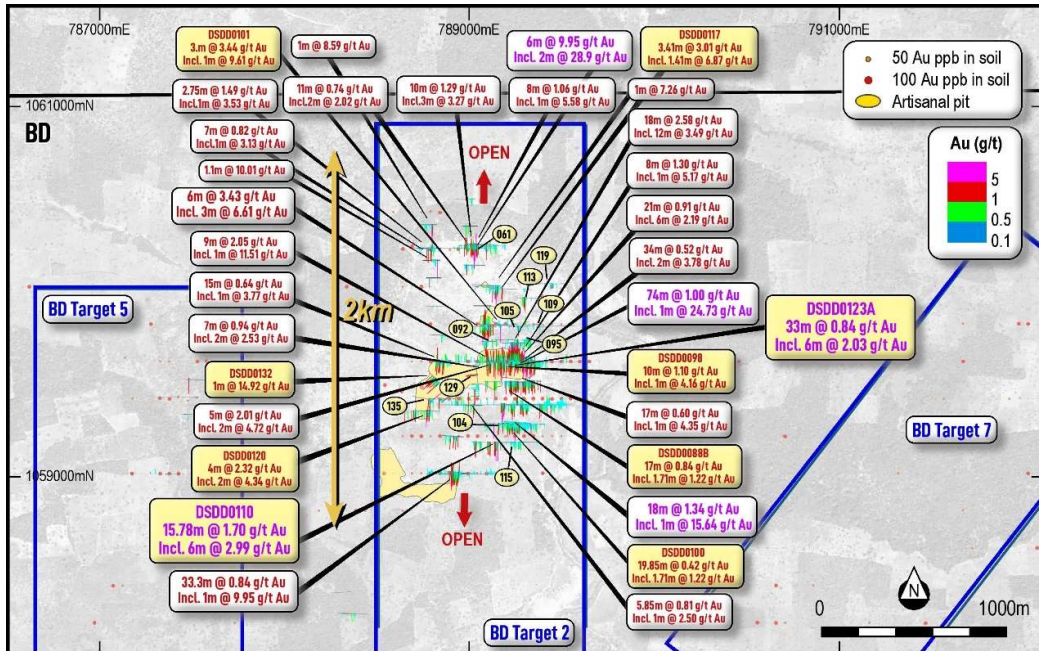 787000mE
789000mE
791000mE
1061000mN
1059000mN
BD
DSDD0101
3.m @ 3.44 g/t Au
Incl. 1m @ 9.61 g/t Au
1m @ 8.59 g/t Au
6m @ 9.95 g/t Au
Incl. 2m @ 28.9 g/t Au
DSDD0117
3.41m @ 3.01 g/t Au
Incl. 1.41m @ 6.87 g/t Au
2.75m @ 1.49 g/t Au
Incl.1m @ 3.53 g/t Au
11m @ 0.74 g/t Au
Incl.2m @ 2.02 g/t Au
10m @ 1.29 g/t Au
Incl.3m @ 3.27 g/t Au
8m @ 1.06 g/t Au
Incl. 1m @ 5.58 g/t Au
1m @ 7.26 g/t Au
7m @ 0.82 g/t Au
Incl.1m @ 3.13 g/t Au
1.1m @ 10.01 g/t Au
6m @ 3.43 g/t Au
Incl. 3m @ 6.61 g/t Au
9m @ 2.05 g/t Au
Incl. 1m @ 11.51 g/t Au
15m @ 0.64 g/t Au
Incl. 1m @ 3.77 g/t Au
7m @ 0.94 g/t Au
Incl. 2m @ 2.53 g/t Au
DSDD0132
1m @ 14.92 g/t Au
5m @ 2.01 g/t Au
Incl. 2m @ 4.72 g/t Au
DSDD0120
4m @ 2.32 g/t Au
Incl. 2m @ 4.34 g/t Au
DSDD0110
15.78m @ 1.70 g/t Au
Incl. 6m @ 2.99 g/t Au
33.3m @ 0.84 g/t Au
Incl. 1m @ 9.95 g/t Au
18m @ 2.58 g/t Au
Incl. 12m @ 3.49 g/t Au
8m @ 1.30 g/t Au
Incl. 1m @ 5.17 g/t Au
21m @ 0.91 g/t Au
Incl. 6m @ 2.19 g/t Au
34m @ 0.52 g/t Au
Incl. 2m @ 3.78 g/t Au
74m @ 1.00 g/t Au
Incl. 1m @ 24.73 g/t Au
DSDD0123A
33m @ 0.84 g/t Au
Incl. 6m @ 2.03 g/t Au
DSDD0098
10m @ 1.10 g/t Au
Incl. 1m @ 4.16 g/t Au
17m @ 0.60 g/t Au
Incl. 1m @ 4.35 g/t Au
DSDD0088B
17m @ 0.84 g/t Au
Incl. 1.71m @ 1.22 g/t Au
18m @ 1.34 g/t Au
Incl. 1m @ 15.64 g/t Au
DSDD0100
19.85m @ 0.42 g/t Au
Incl. 1.71m @ 1.22 g/t Au
5.85m @ 0.81 g/t Au
Incl. 1m @ 2.50 g/t Au
OPEN
2km
061
119
113
105
109
092
095
129
135
104
115
OPEN
BD Target 5
BD Target 2
BD Target 7
50 Au ppb in soil
100 Au ppb in soil
Artisanal pit
Au (g/t)
5
1
0.5
0.1
N
0
1000m